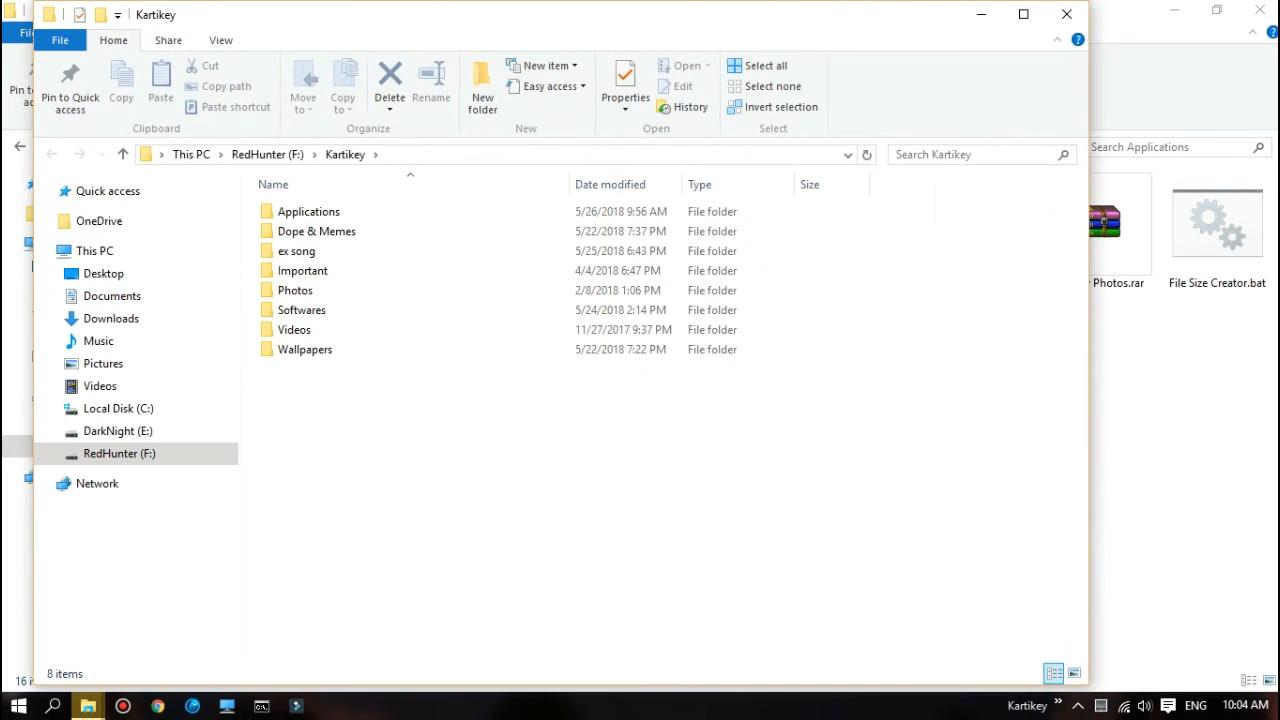 Kartikey
File
Home
Share
View
Pin to Quick access
Copy
Paste
Cut
Copy path
Paste shortcut
Clipboard
Move to
Copy to
Delete
Rename
Organize
New folder
New item
Easy access
New
Properties
Open
Edit
History
Open
Select all
Select none
Invert selection
Select
This PC
RedHunter (F:)
Kartikey
Search Kartikey
Search Applications
Name
Date modified
Type
Size
Applications 5/26/2018 9:56 AM File folder
Dope & Memes 5/22/2018 7:37 PM File folder
ex song 5/25/2018 6:43 PM File folder
Important 4/4/2018 6:47 PM File folder
Photos 2/8/2018 1:06 PM File folder
Softwares 5/24/2018 2:14 PM File folder
Videos 11/27/2017 9:37 PM File folder
Wallpapers 5/22/2018 7:22 PM File folder
Quick access
OneDrive
This PC
Desktop
Documents
Downloads
Music
Pictures
Videos
Local Disk (C:)
DarkNight (E:)
RedHunter (F:)
Network
Photos.rar
File Size Creator.bat
8 items
16
Kartikey
ENG
10:04 AM